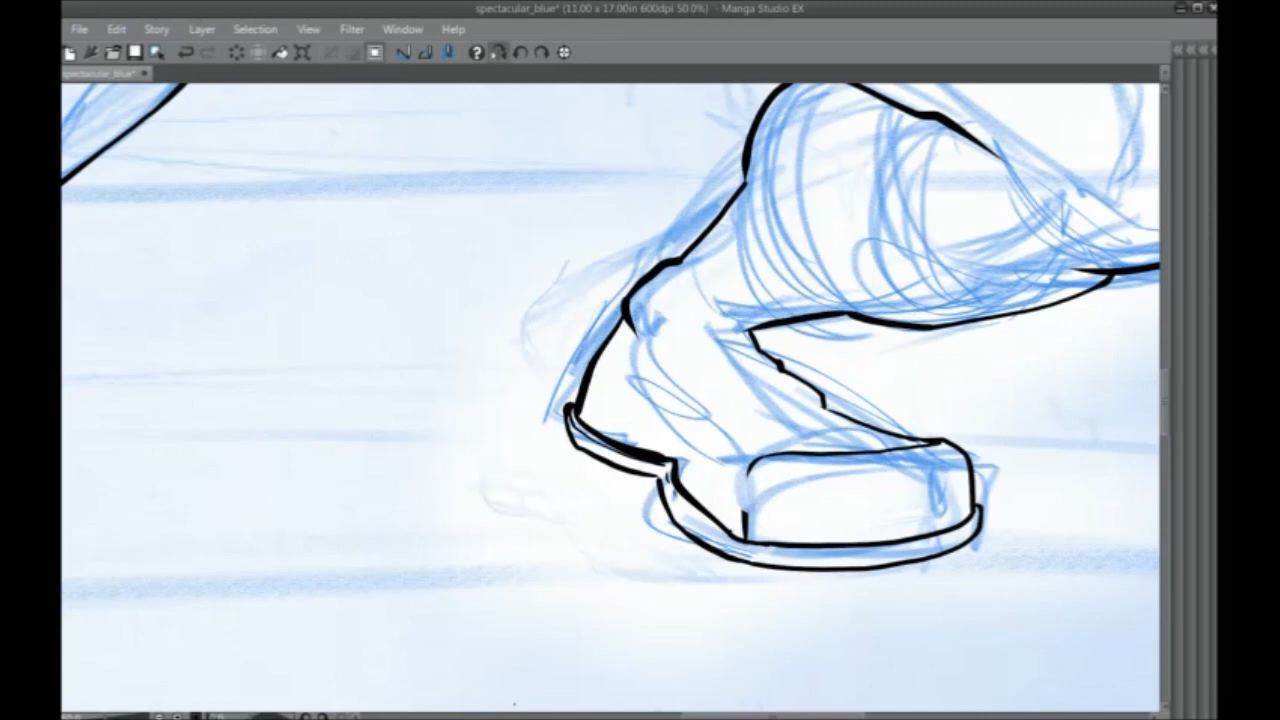 spectacular_blue* (11.00 x 17.00in 600dpi 50.0%) - Manga Studio EX
File Edit Story Layer Selection View Filter Window Help
spectacular_blue*